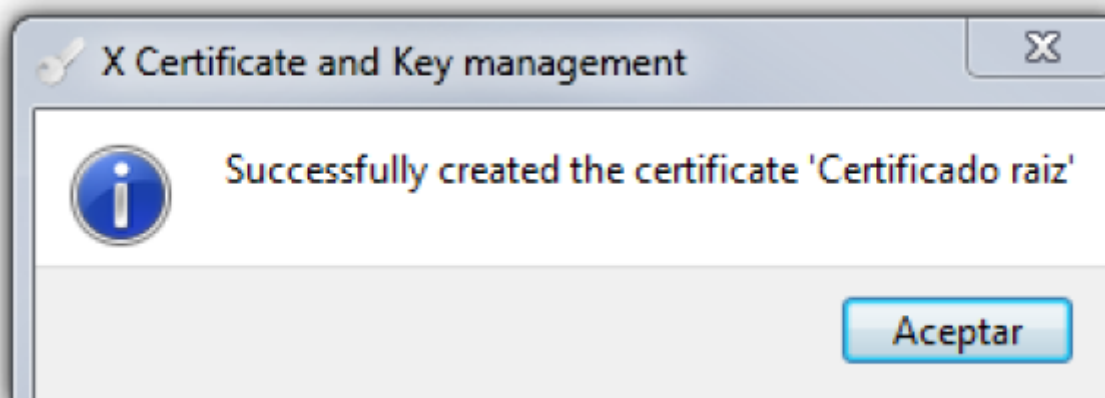 X Certificate and Key management
Successfully created the certificate 'Certificado raiz'
Aceptar